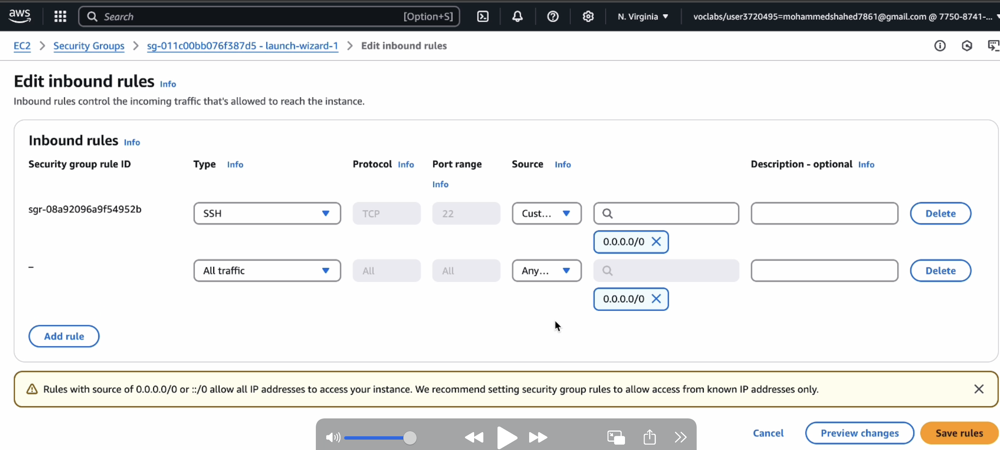 aws
Search [Option+S] N. Virginia voclabs/user3720495=mohammedshahed7861@gmail.com @ 7750-8741-...
EC2 > Security Groups > sg-011c00bb076f387d5 - launch-wizard-1 > Edit inbound rules
Edit inbound rules Info
Inbound rules control the incoming traffic that's allowed to reach the instance.
Inbound rules Info
Security group rule ID Type Info Protocol Info Port range Source Info Description - optional Info
Info
sgr-08a92096a9f54952b SSH TCP 22 Cust... Delete
0.0.0.0/0
– All traffic All All Any... Delete
0.0.0.0/0
Add rule
Rules with source of 0.0.0.0/0 or ::/0 allow all IP addresses to access your instance. We recommend setting security group rules to allow access from known IP addresses only.
Cancel Preview changes Save rules